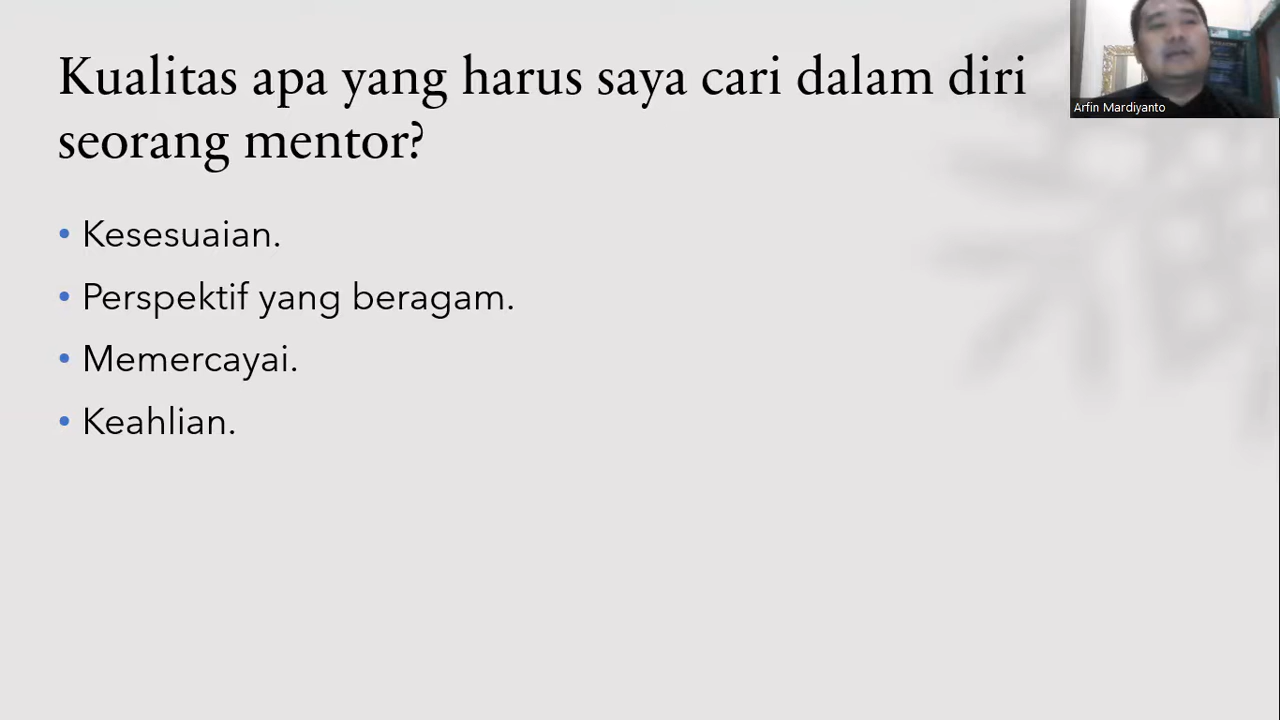 Kualitas apa yang harus saya cari dalam diri
seorang mentor?
Arfin Mardiyanto
• Kesesuaian.
• Perspektif yang beragam.
• Memercayai.
• Keahlian.